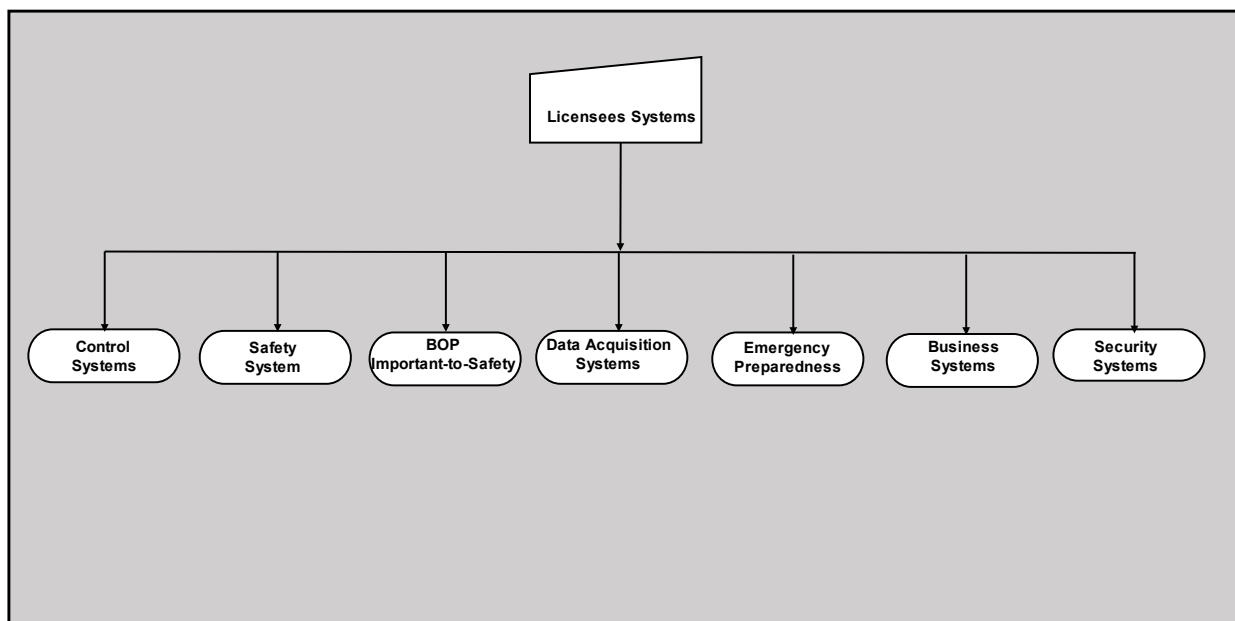 Licensees Systems
Control
Systems
Safety
System
BOP
Important-to-Safety
Data Acquisition
Systems
Emergency
Preparedness
Business
Systems
Security
Systems